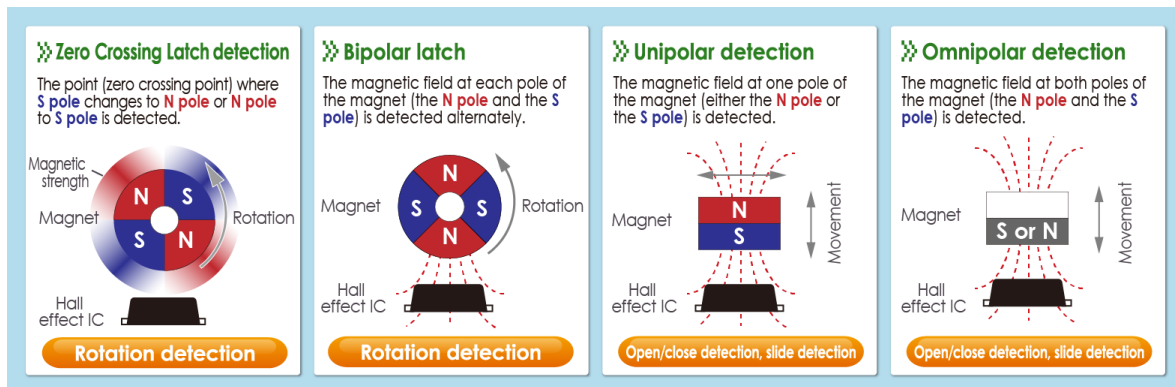 Zero Crossing Latch detection
The point (zero crossing point) where
S pole changes to N pole or N pole
to S pole is detected.
Magnetic
strength
N
S
Magnet
Rotation
S
N
Hall
effect IC
Rotation detection
Bipolar latch
The magnetic field at each pole of
the magnet (the N pole and the S
pole) is detected alternately.
N
Magnet
S
S
Rotation
N
Hall
effect IC
Rotation detection
Unipolar detection
The magnetic field at one pole of
the magnet (either the N pole or
the S pole) is detected.
Magnet
N
S
Movement
Hall
effect IC
Open/close detection, slide detection
Omnipolar detection
The magnetic field at both poles of
the magnet (the N pole and the S
pole) is detected.
Magnet
S or N
Movement
Hall
effect IC
Open/close detection, slide detection